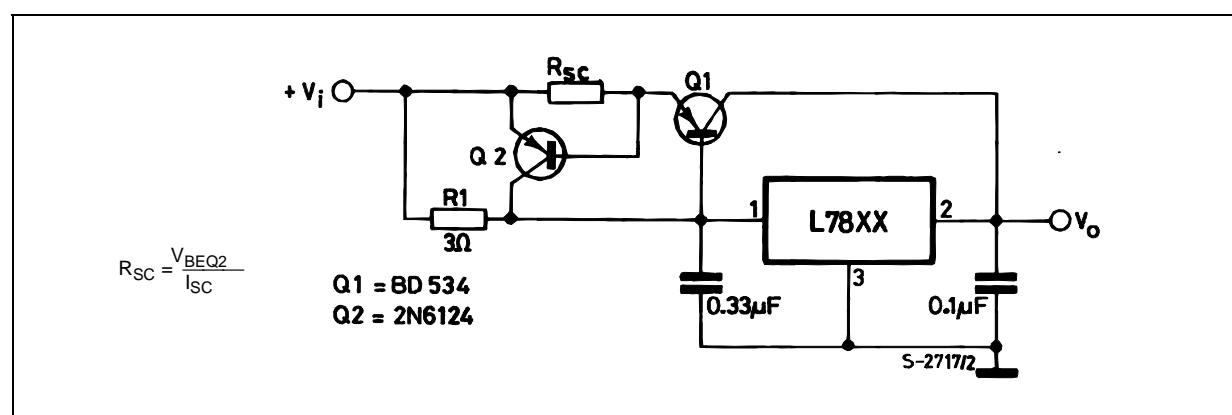 R_SC
Q1
+ V_i
Q 2
R1
3Ω
1
L78XX
2
V_o
3
R_SC = V_BEQ2 / I_SC
0.33µF
0.1µF
Q1 = BD 534
Q2 = 2N6124
S-2717/2